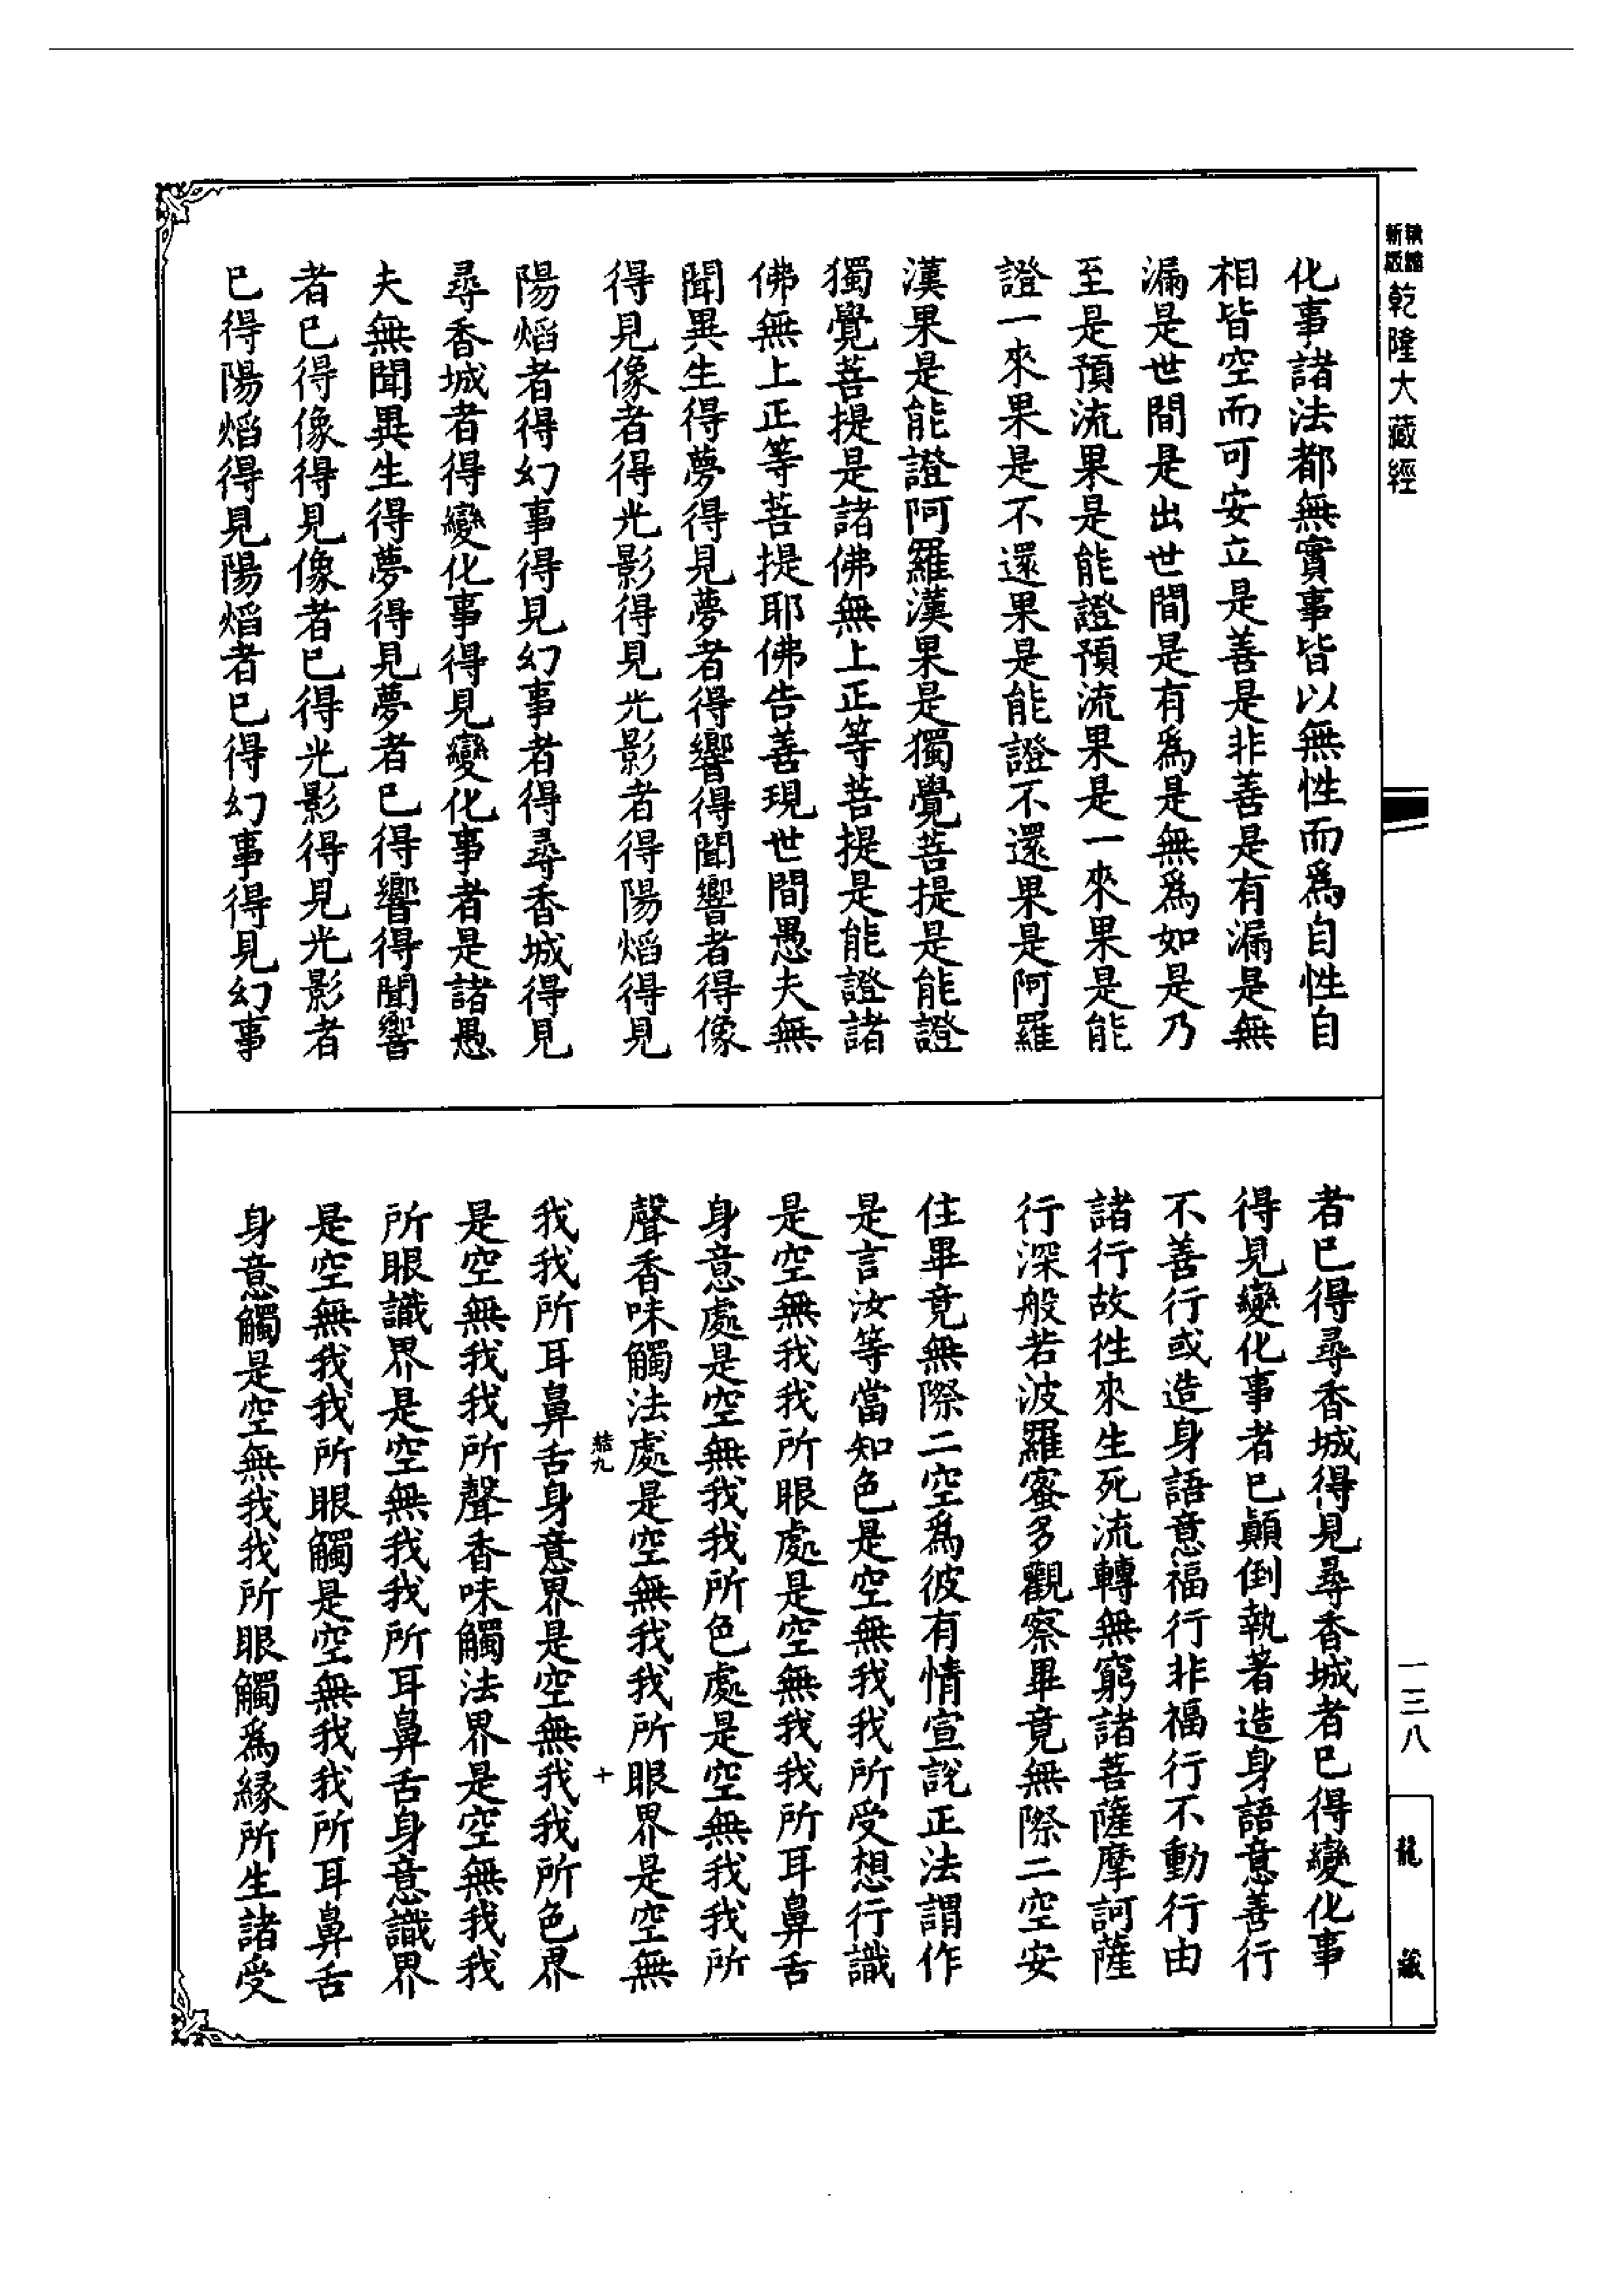 乾隆大藏經
化事諸法都無實事皆以無性而爲自性自
相皆空而可安立是善是非善是有漏是無
漏是世間是出世間是有爲是無爲如是乃
至是預流果是能證預流果是一來果是能
證一來果是不還果是能證不還果是阿羅
漢果是能證阿羅漢果是獨覺菩提是能證
獨覺菩提是諸佛無上正等菩提是能證諸
佛無上正等菩提耶佛告善現世間愚夫無
聞異生得夢得見夢者得響得聞響者得像
得見像者得光影得見光影者得陽㷔得見
陽㷔者得幻事得見幻事者得尋香城得見
尋香城者得變化事得見變化事者是諸愚
夫無聞異生得夢得見夢者已得響得聞響
者已得像得見像者已得光影得見光影者
已得陽㷔得見陽㷔者已得幻事得見幻事
者已得尋香城得見尋香城者已得變化事
得見變化事者已顛倒執著造身語意善行
不善行或造身語意福行非福行不動行由
諸行故徃來生死流轉無窮諸菩薩摩訶薩
行深般若波羅蜜多觀察畢竟無際二空安
住畢竟無際二空爲彼有情宣說正法謂作
是言汝等當知色是空無我我所受想行識
是空無我我所眼處是空無我我所耳鼻舌
身意處是空無我我所色處是空無我我所
聲香味觸法處是空無我我所眼界是空無
結九 十
我我所耳鼻舌身意界是空無我我所色界
是空無我我所聲香味觸法界是空無我我
所眼識界是空無我我所耳鼻舌身意識界
是空無我我所眼觸是空無我我所耳鼻舌
身意觸是空無我我所眼觸爲緣所生諸受
一三八
龍藏